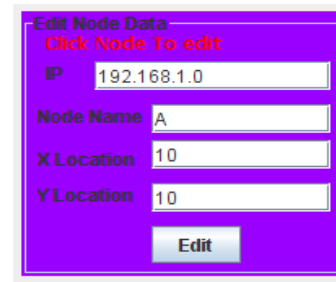 Edit Node Data
Click Node To edit
IP 192.168.1.0
Node Name A
X Location 10
Y Location 10
Edit